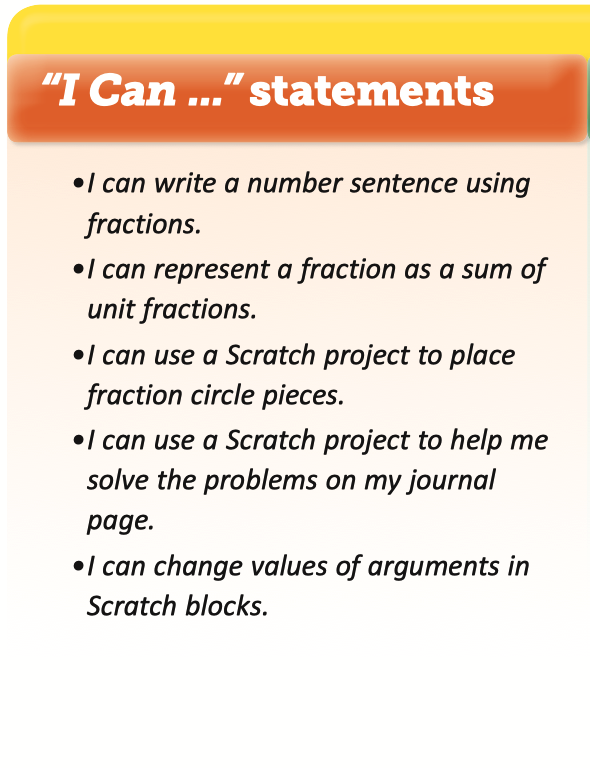 “I Can ...” statements
•I can write a number sentence using
fractions.
•I can represent a fraction as a sum of
unit fractions.
•I can use a Scratch project to place
fraction circle pieces.
•I can use a Scratch project to help me
solve the problems on my journal
page.
•I can change values of arguments in
Scratch blocks.